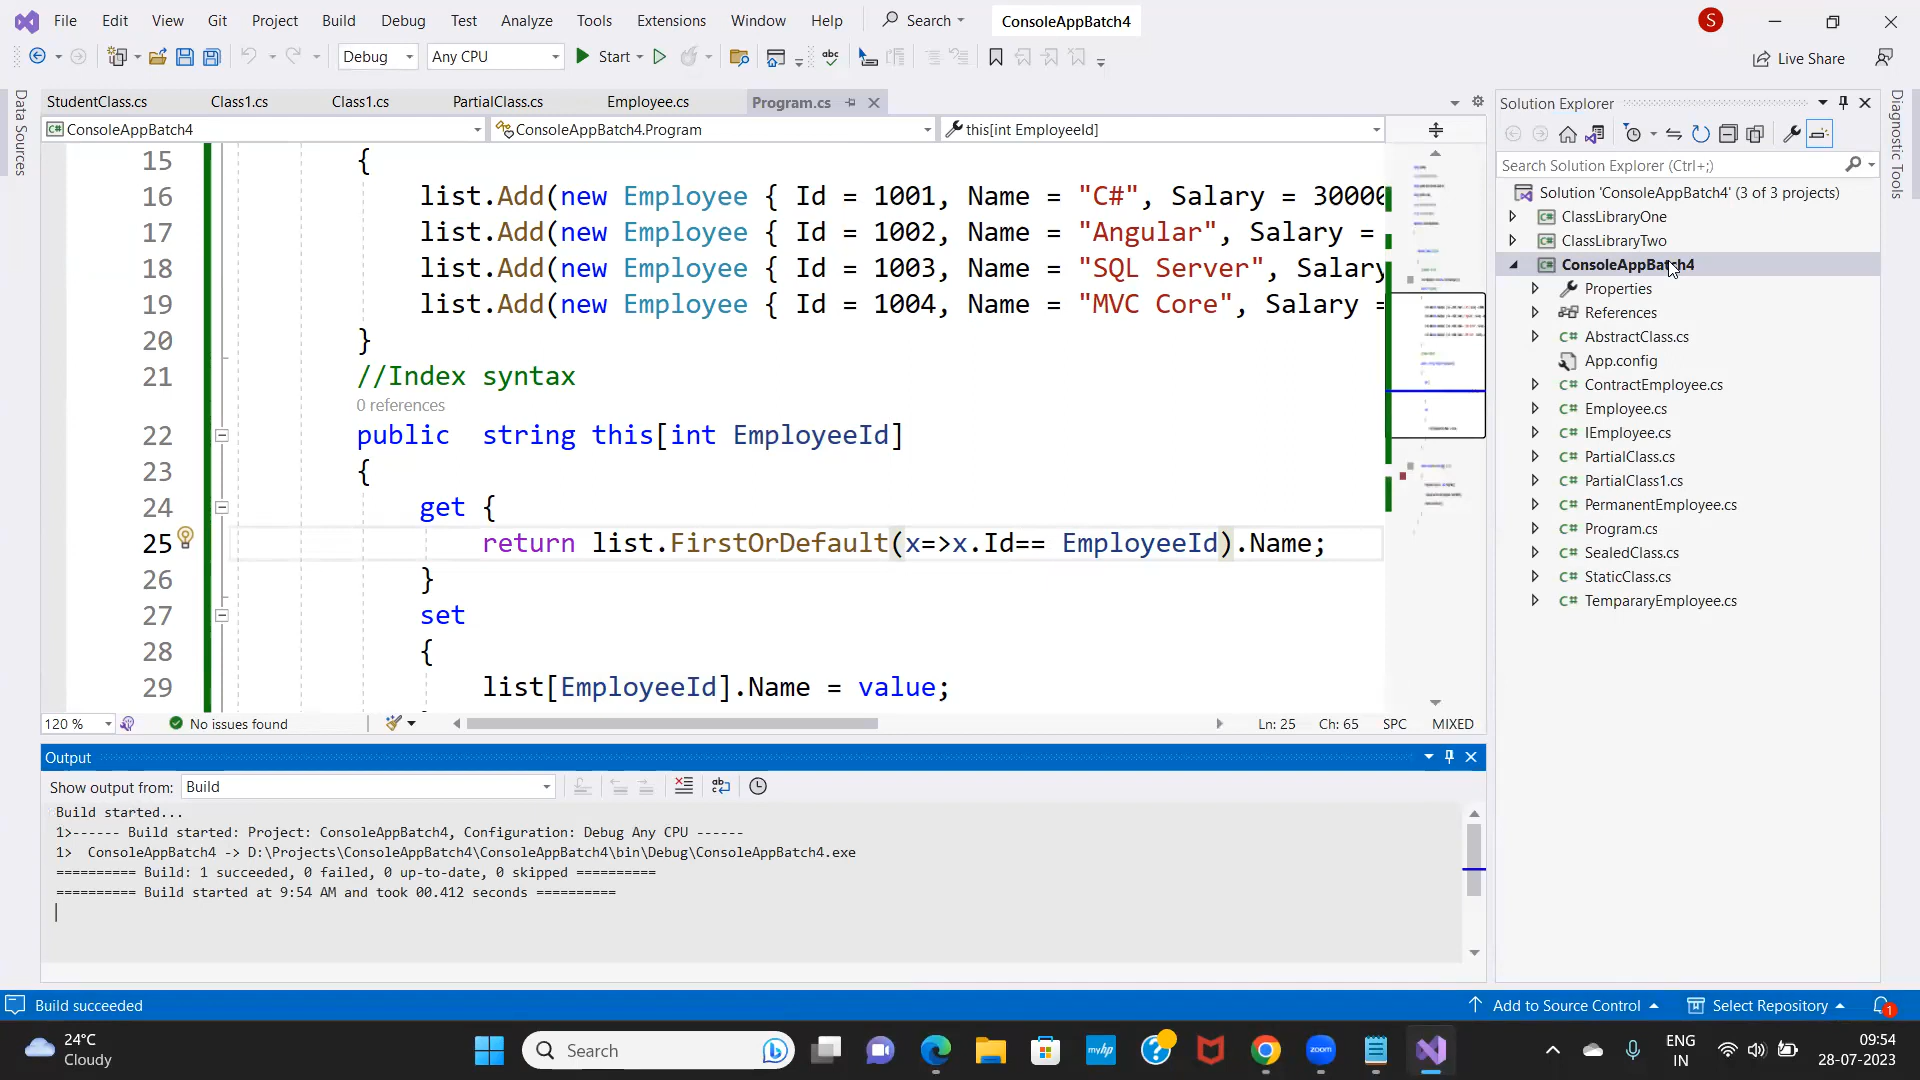 File Edit View Git Project Build Debug Test Analyze Tools Extensions Window Help Search ConsoleAppBatch4 S
Debug Any CPU Start Live Share
StudentClass.cs Class1.cs Class1.cs PartialClass.cs Employee.cs Program.cs
ConsoleAppBatch4 ConsoleAppBatch4.Program this[int EmployeeId]
Data Sources
15 {
16 list.Add(new Employee { Id = 1001, Name = "C#", Salary = 30000
17 list.Add(new Employee { Id = 1002, Name = "Angular", Salary =
18 list.Add(new Employee { Id = 1003, Name = "SQL Server", Salary
19 list.Add(new Employee { Id = 1004, Name = "MVC Core", Salary =
20 }
21 //Index syntax
0 references
22 public string this[int EmployeeId]
23 {
24 get {
25 return list.FirstOrDefault(x=>x.Id== EmployeeId).Name;
26 }
27 set
28 {
29 list[EmployeeId].Name = value;
120 % No issues found Ln: 25 Ch: 65 SPC MIXED
Output
Show output from: Build
Build started...
1>------ Build started: Project: ConsoleAppBatch4, Configuration: Debug Any CPU ------
1> ConsoleAppBatch4 -> D:\Projects\ConsoleAppBatch4\ConsoleAppBatch4\bin\Debug\ConsoleAppBatch4.exe
========== Build: 1 succeeded, 0 failed, 0 up-to-date, 0 skipped ==========
========== Build started at 9:54 AM and took 00.412 seconds ==========
Solution Explorer
Search Solution Explorer (Ctrl+;)
Solution 'ConsoleAppBatch4' (3 of 3 projects)
ClassLibraryOne
ClassLibraryTwo
ConsoleAppBatch4
Properties
References
AbstractClass.cs
App.config
ContractEmployee.cs
Employee.cs
IEmployee.cs
PartialClass.cs
PartialClass1.cs
PermanentEmployee.cs
Program.cs
SealedClass.cs
StaticClass.cs
TempararyEmployee.cs
Diagnostic Tools
Build succeeded Add to Source Control Select Repository 1
24°C
Cloudy
Search
myhp
zoom
ENG
IN
09:54
28-07-2023